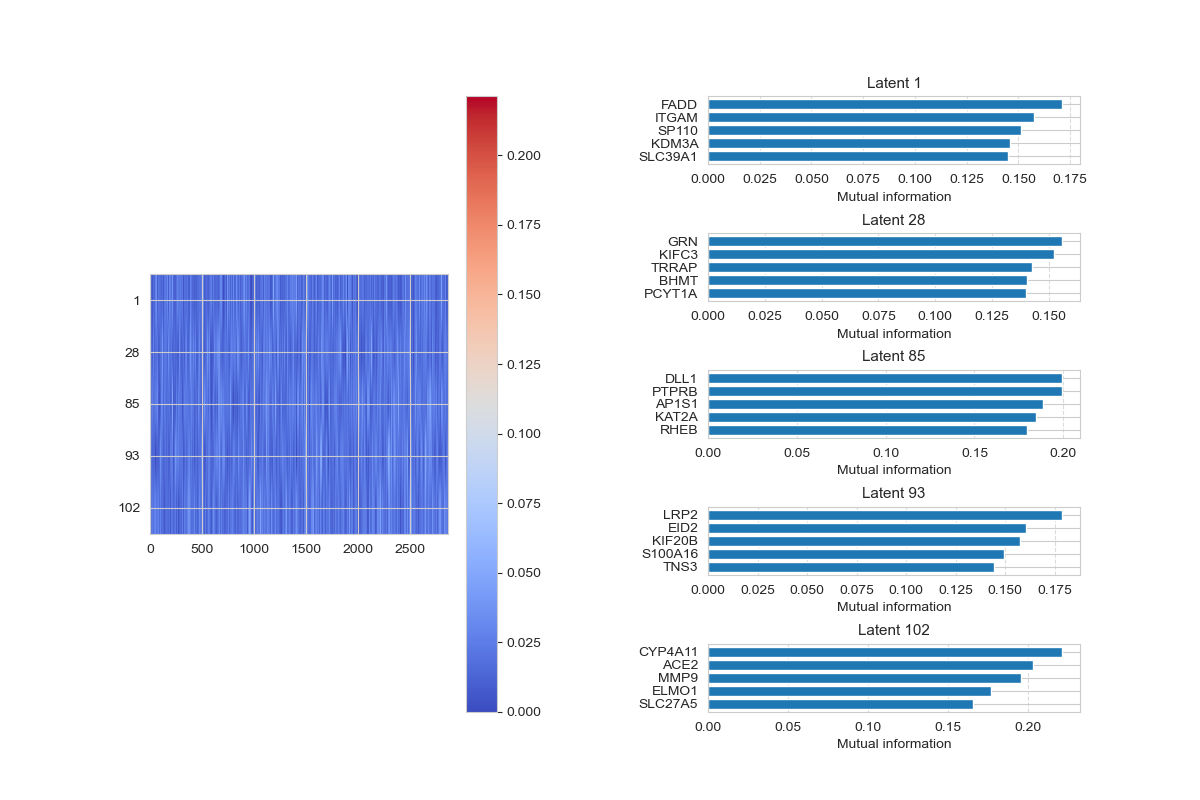 0.200
0.175
0.150
0.125
0.100
0.075
0.050
0.025
0.000
1
28
85
93
102
0 500 1000 1500 2000 2500
Latent 1
FADD
ITGAM
SP110
KDM3A
SLC39A1
0.000 0.025 0.050 0.075 0.100 0.125 0.150 0.175
Mutual information
Latent 28
GRN
KIFC3
TRRAP
BHMT
PCYT1A
0.000 0.025 0.050 0.075 0.100 0.125 0.150
Mutual information
Latent 85
DLL1
PTPRB
AP1S1
KAT2A
RHEB
0.00 0.05 0.10 0.15 0.20
Mutual information
Latent 93
LRP2
EID2
KIF20B
S100A16
TNS3
0.000 0.025 0.050 0.075 0.100 0.125 0.150 0.175
Mutual information
Latent 102
CYP4A11
ACE2
MMP9
ELMO1
SLC27A5
0.00 0.05 0.10 0.15 0.20
Mutual information